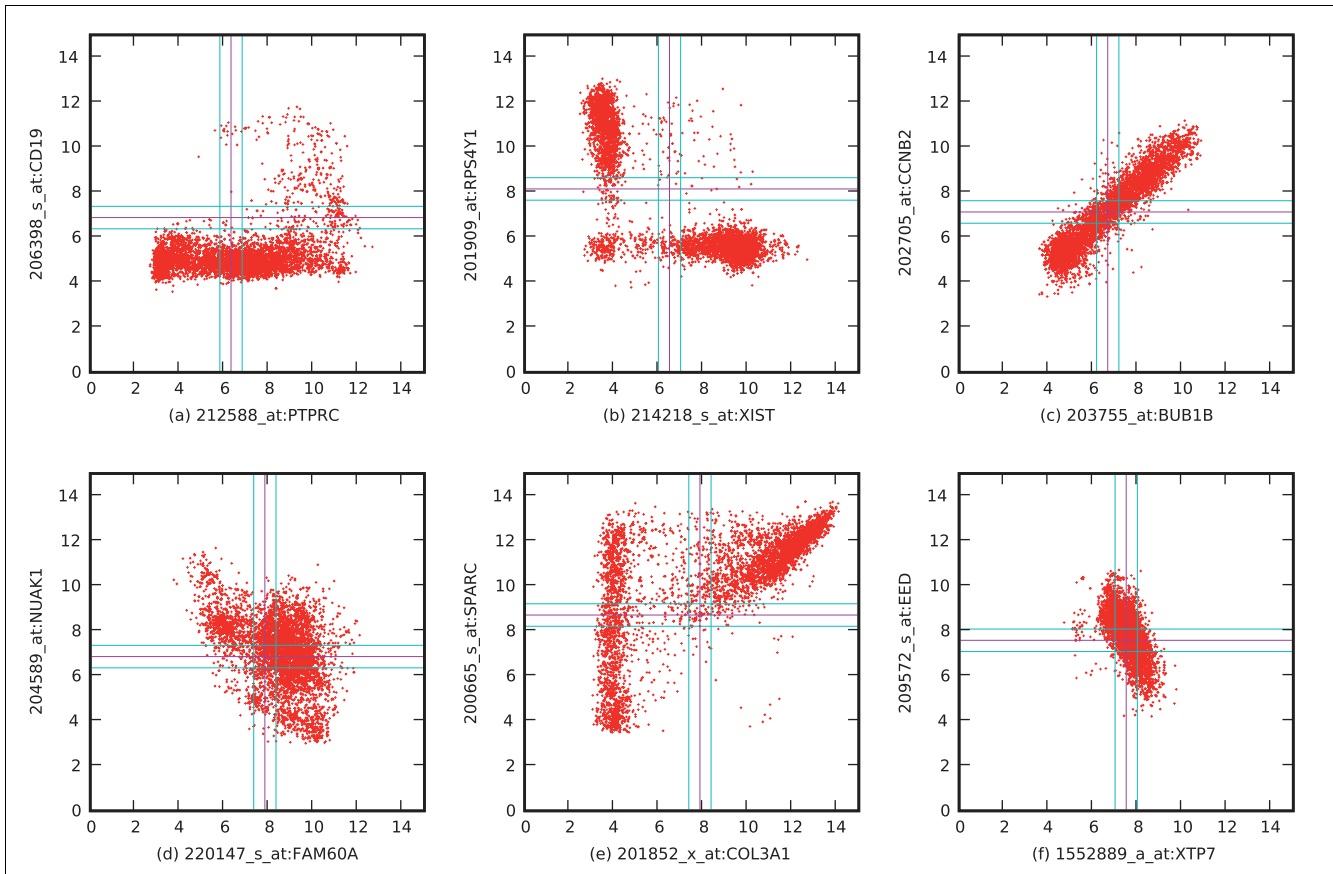 14
12
10
8
6
4
2
0
206398_s_at:CD19
0 4 6 8 10 12 14
(a) 212588_at:PTPRC
14
12
10
8
6
4
2
0
201909_at:RPS4Y1
0 2 4 6 8 10 12 14
(b) 214218_s_at:XIST
14
12
10
8
6
4
2
0
202705_at:CCNB2
0 4 6 8 10 12 14
(c) 203755_at:BUB1B
14
12
10
8
6
4
2
0
204589_at:NUAK1
0 4 6 8 10 12 14
(d) 220147_s_at:FAM60A
14
12
10
8
6
4
2
0
200665_s_at:SPARC
0 2 4 6 8 10 12 14
(e) 201852_x_at:COL3A1
14
12
10
8
6
4
2
0
209572_s_at:EED
0 4 6 8 10 12 14
(f) 1552889_a_at:XTP7